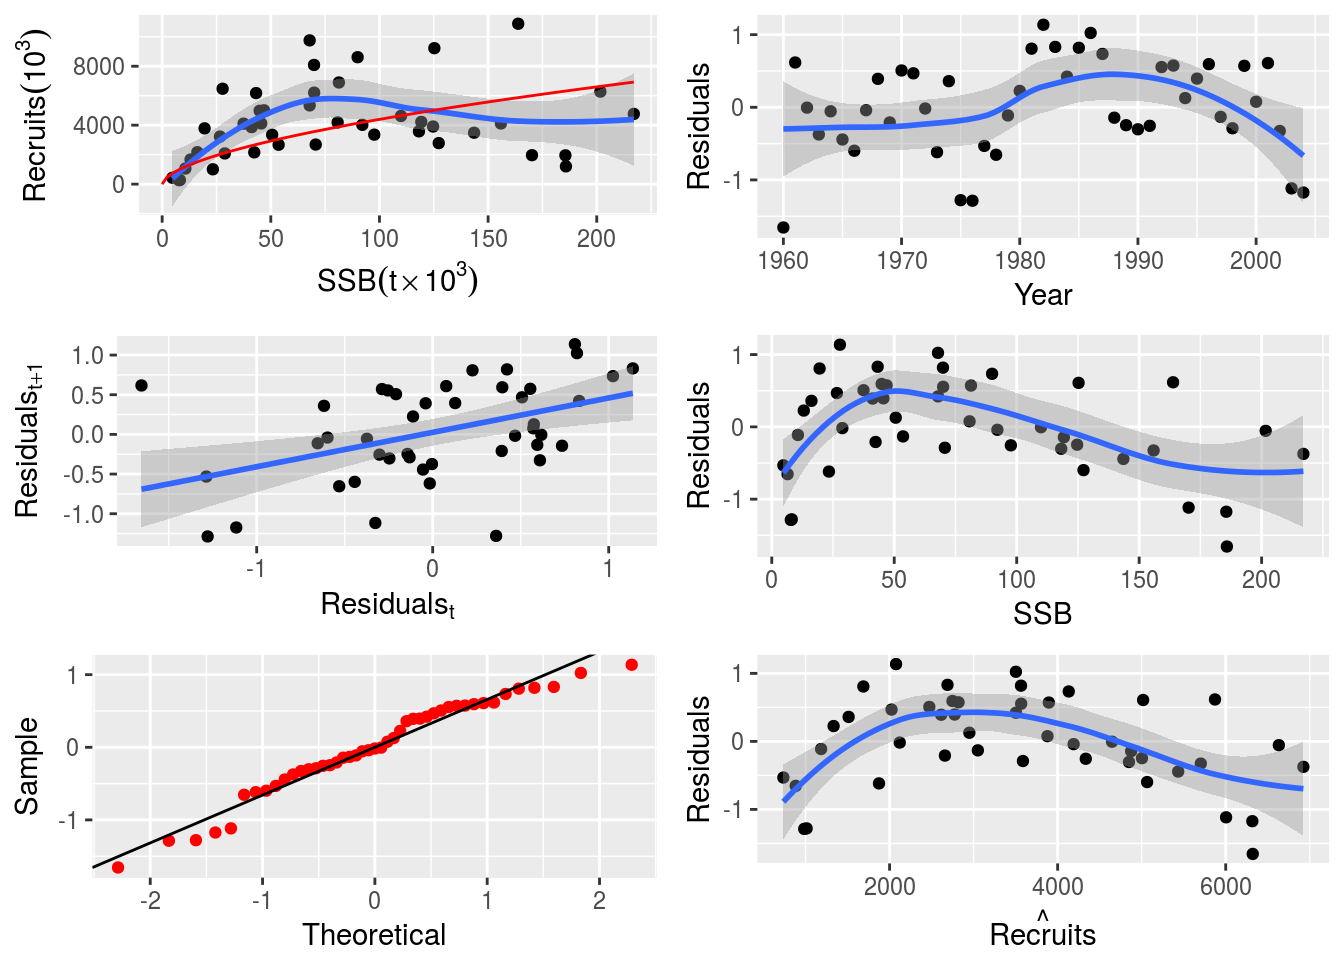 Recruits(10³)
8000
4000
0
0 50 100 150 200
SSB(t×10³)
Residuals
1
0
-1
1960 1970 1980 1990 2000
Year
Residualsₜ₊₁
1.0
0.5
0.0
-0.5
-1.0
-1 0 1
Residualsₜ
Residuals
1
0
-1
0 50 100 150 200
SSB
Sample
1
0
-1
-2 -1 0 1 2
Theoretical
Residuals
1
0
-1
2000 4000 6000
^
Recruits